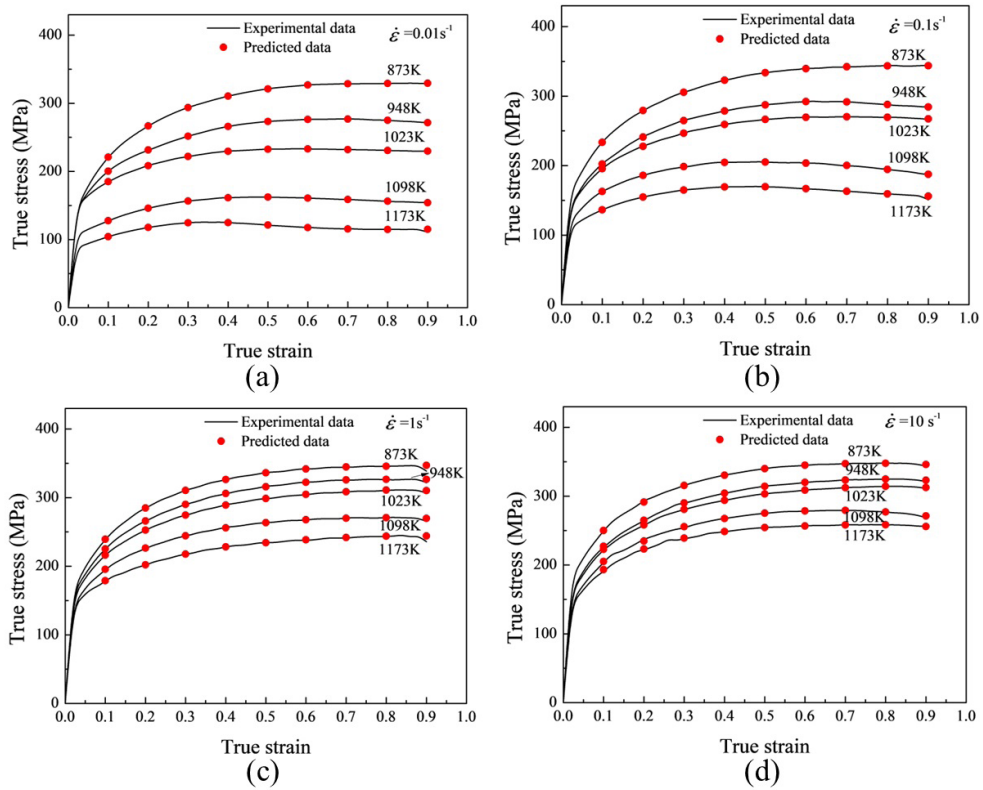 400
300
200
100
0
True stress (MPa)
Experimental data
Predicted data
ε̇ =0.01s⁻¹
873K
948K
1023K
1098K
1173K
0.0 0.1 0.2 0.3 0.4 0.5 0.6 0.7 0.8 0.9 1.0
True strain
(a)
400
300
200
100
0
True stress (MPa)
Experimental data
Predicted data
ε̇ =0.1s⁻¹
873K
948K
1023K
1098K
1173K
0.0 0.1 0.2 0.3 0.4 0.5 0.6 0.7 0.8 0.9 1.0
True strain
(b)
400
300
200
100
0
True stress (MPa)
Experimental data
Predicted data
ε̇ =1s⁻¹
873K
948K
1023K
1098K
1173K
0.0 0.1 0.2 0.3 0.4 0.5 0.6 0.7 0.8 0.9 1.0
True strain
(c)
400
300
200
100
0
True stress (MPa)
Experimental data
Predicted data
ε̇ =10 s⁻¹
873K
948K
1023K
1098K
1173K
0.0 0.1 0.2 0.3 0.4 0.5 0.6 0.7 0.8 0.9 1.0
True strain
(d)